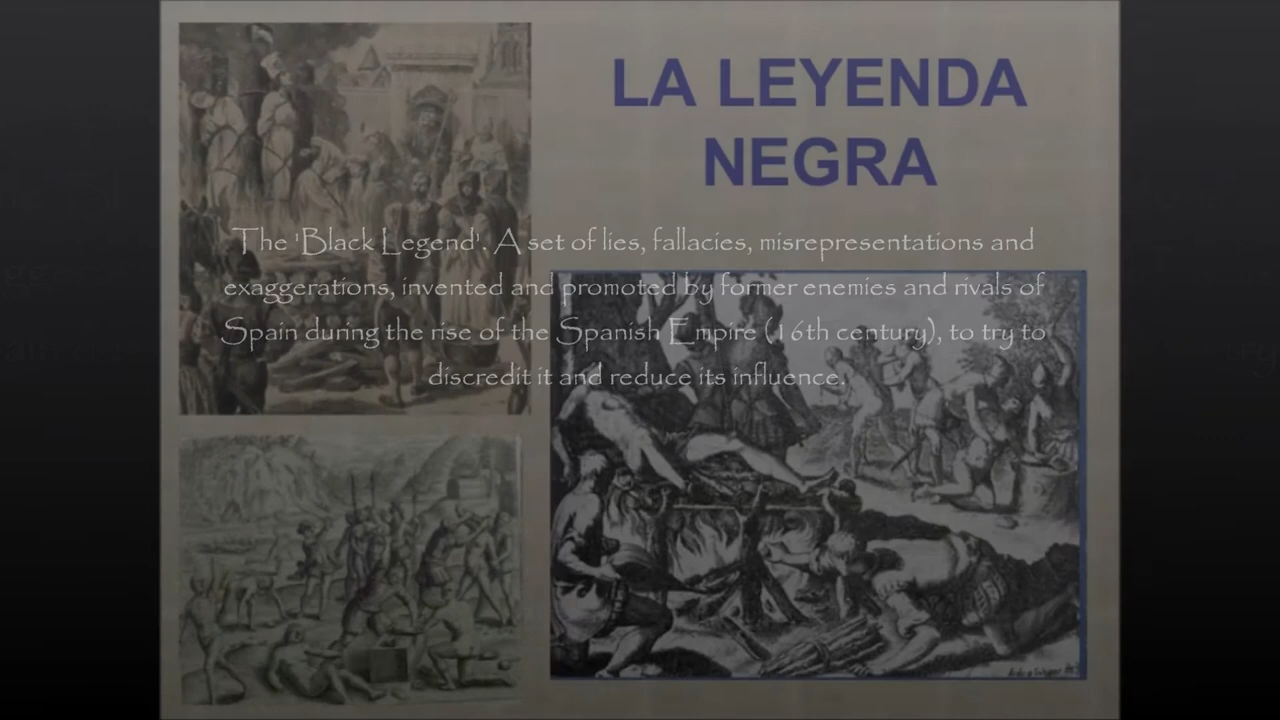 LA LEYENDA
NEGRA
The 'Black Legend'. A set of lies, fallacies, misrepresentations and
exaggerations, invented and promoted by former enemies and rivals of
Spain during the rise of the Spanish Empire (16th century), to try to
discredit it and reduce its influence.